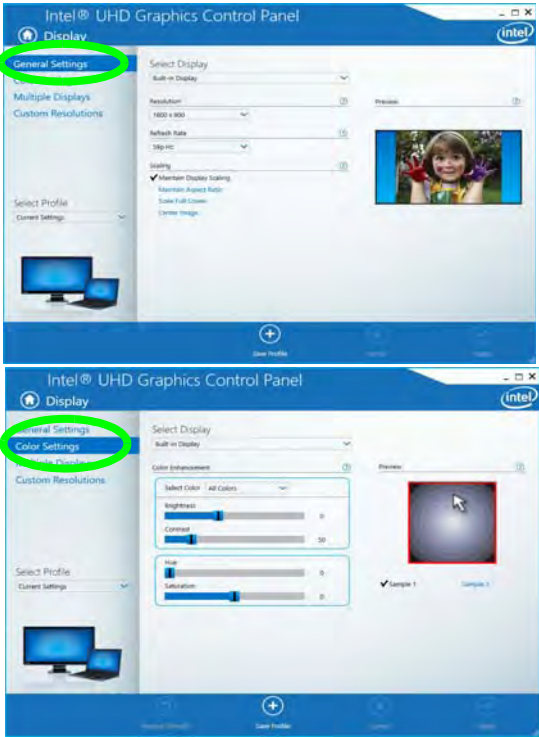 Intel® UHD Graphics Control Panel
Display
intel
General Settings
Multiple Displays
Custom Resolutions
Select Profile
Current Settings
Select Display
Built-in Display
Resolution
1600 x 900
Refresh Rate
Scaling
Maintain Display Scaling
Maintain Aspect Ratio
Scale Full Screen
Center Image
Preview
Save Profile
Intel® UHD Graphics Control Panel
Display
intel
General Settings
Color Settings
Multiple Displays
Custom Resolutions
Select Profile
Current Settings
Select Display
Built-in Display
Color Enhancement
Select Color All Colors
Brightness
0
Contrast
50
Hue
0
Saturation
0
Preview
Sample 1
Sample 2
Save Profile